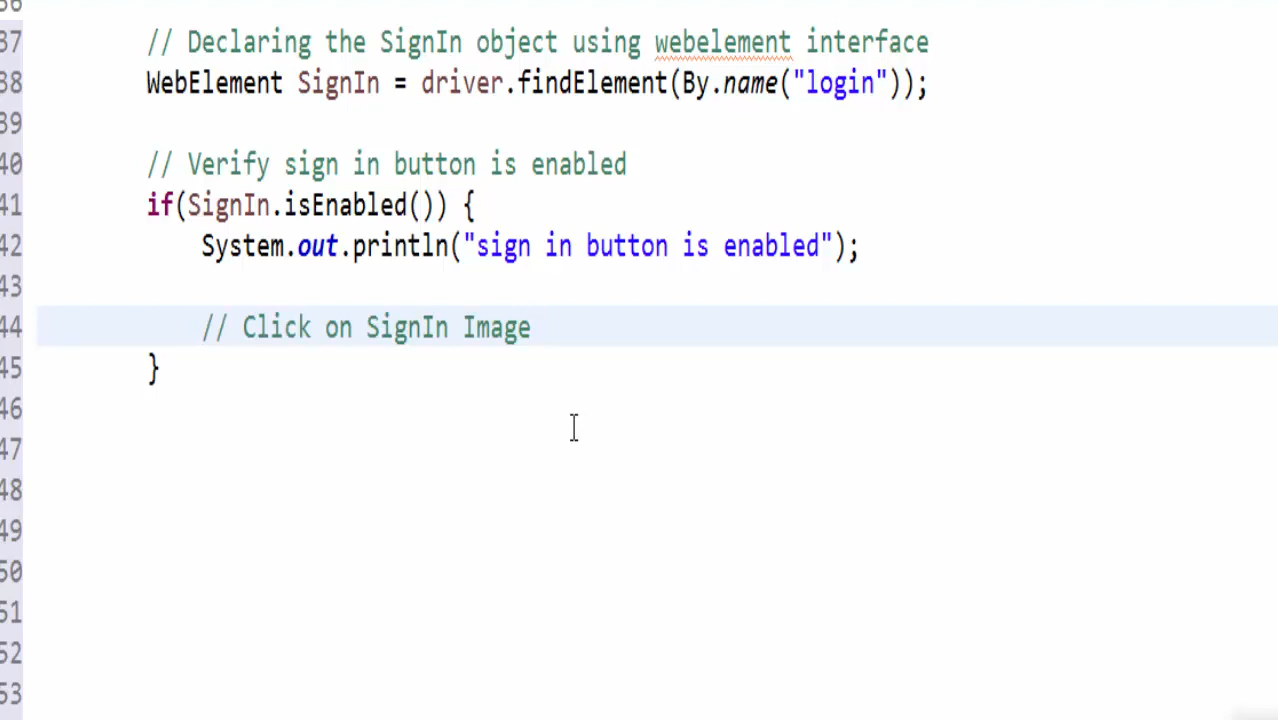 36
37 // Declaring the SignIn object using webelement interface
38 WebElement SignIn = driver.findElement(By.name("login"));
39
40 // Verify sign in button is enabled
41 if(SignIn.isEnabled()) {
42 System.out.println("sign in button is enabled");
43
44 // Click on SignIn Image
45 }
46
47
48
49
50
51
52
53